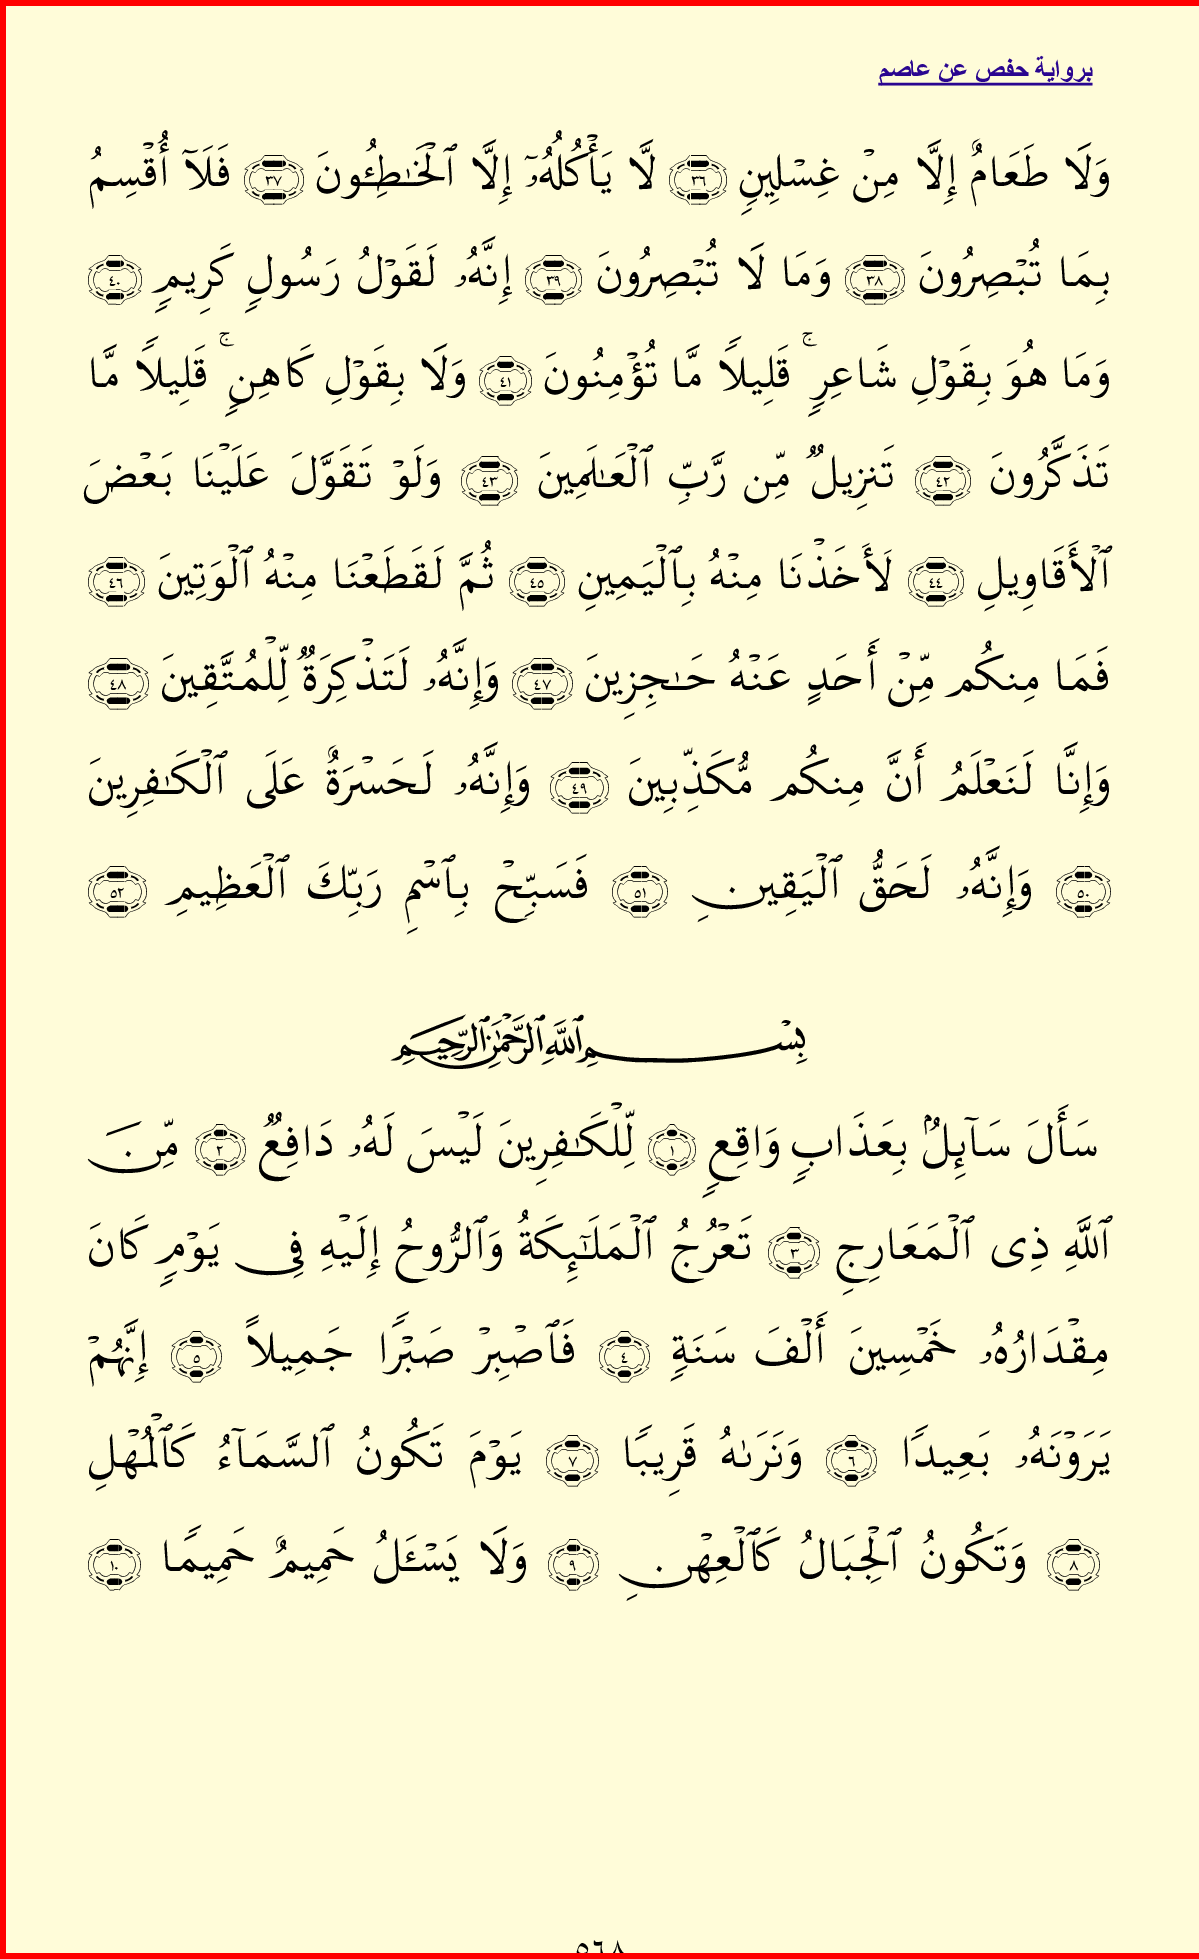 برواية حفص عن عاصم
وَلَا طَعَامٌ إِلَّا مِنْ غِسْلِينٍ ٣٦ لَّا يَأْكُلُهُۥٓ إِلَّا ٱلْخَـٰطِـُٔونَ ٣٧ فَلَآ أُقْسِمُ
بِمَا تُبْصِرُونَ ٣٨ وَمَا لَا تُبْصِرُونَ ٣٩ إِنَّهُۥ لَقَوْلُ رَسُولٍ كَرِيمٍ ٤٠
وَمَا هُوَ بِقَوْلِ شَاعِرٍ ۚ قَلِيلاً مَّا تُؤْمِنُونَ ٤١ وَلَا بِقَوْلِ كَاهِنٍ ۚ قَلِيلاً مَّا
تَذَكَّرُونَ ٤٢ تَنزِيلٌ مِّن رَّبِّ ٱلْعَـٰلَمِينَ ٤٣ وَلَوْ تَقَوَّلَ عَلَيْنَا بَعْضَ
ٱلْأَقَاوِيلِ ٤٤ لَأَخَذْنَا مِنْهُ بِٱلْيَمِينِ ٤٥ ثُمَّ لَقَطَعْنَا مِنْهُ ٱلْوَتِينَ ٤٦
فَمَا مِنكُم مِّنْ أَحَدٍ عَنْهُ حَـٰجِزِينَ ٤٧ وَإِنَّهُۥ لَتَذْكِرَةٌ لِّلْمُتَّقِينَ ٤٨
وَإِنَّا لَنَعْلَمُ أَنَّ مِنكُم مُّكَذِّبِينَ ٤٩ وَإِنَّهُۥ لَحَسْرَةٌ عَلَى ٱلْكَـٰفِرِينَ
٥٠ وَإِنَّهُۥ لَحَقُّ ٱلْيَقِينِ ٥١ فَسَبِّحْ بِٱسْمِ رَبِّكَ ٱلْعَظِيمِ ٥٢
بِسْمِ ٱللَّهِ ٱلرَّحْمَـٰنِ ٱلرَّحِيمِ
سَأَلَ سَآئِلٌۢ بِعَذَابٍ وَاقِعٍ ١ لِّلْكَـٰفِرِينَ لَيْسَ لَهُۥ دَافِعٌ ٢ مِّنَ
ٱللَّهِ ذِى ٱلْمَعَارِجِ ٣ تَعْرُجُ ٱلْمَلَـٰٓئِكَةُ وَٱلرُّوحُ إِلَيْهِ فِى يَوْمٍ كَانَ
مِقْدَارُهُۥ خَمْسِينَ أَلْفَ سَنَةٍ ٤ فَٱصْبِرْ صَبْرًا جَمِيلاً ٥ إِنَّهُمْ
يَرَوْنَهُۥ بَعِيدًا ٦ وَنَرَىٰهُ قَرِيبًا ٧ يَوْمَ تَكُونُ ٱلسَّمَآءُ كَٱلْمُهْلِ
٨ وَتَكُونُ ٱلْجِبَالُ كَٱلْعِهْنِ ٩ وَلَا يَسْـَٔلُ حَمِيمٌ حَمِيمًا ١٠
٥٦٨